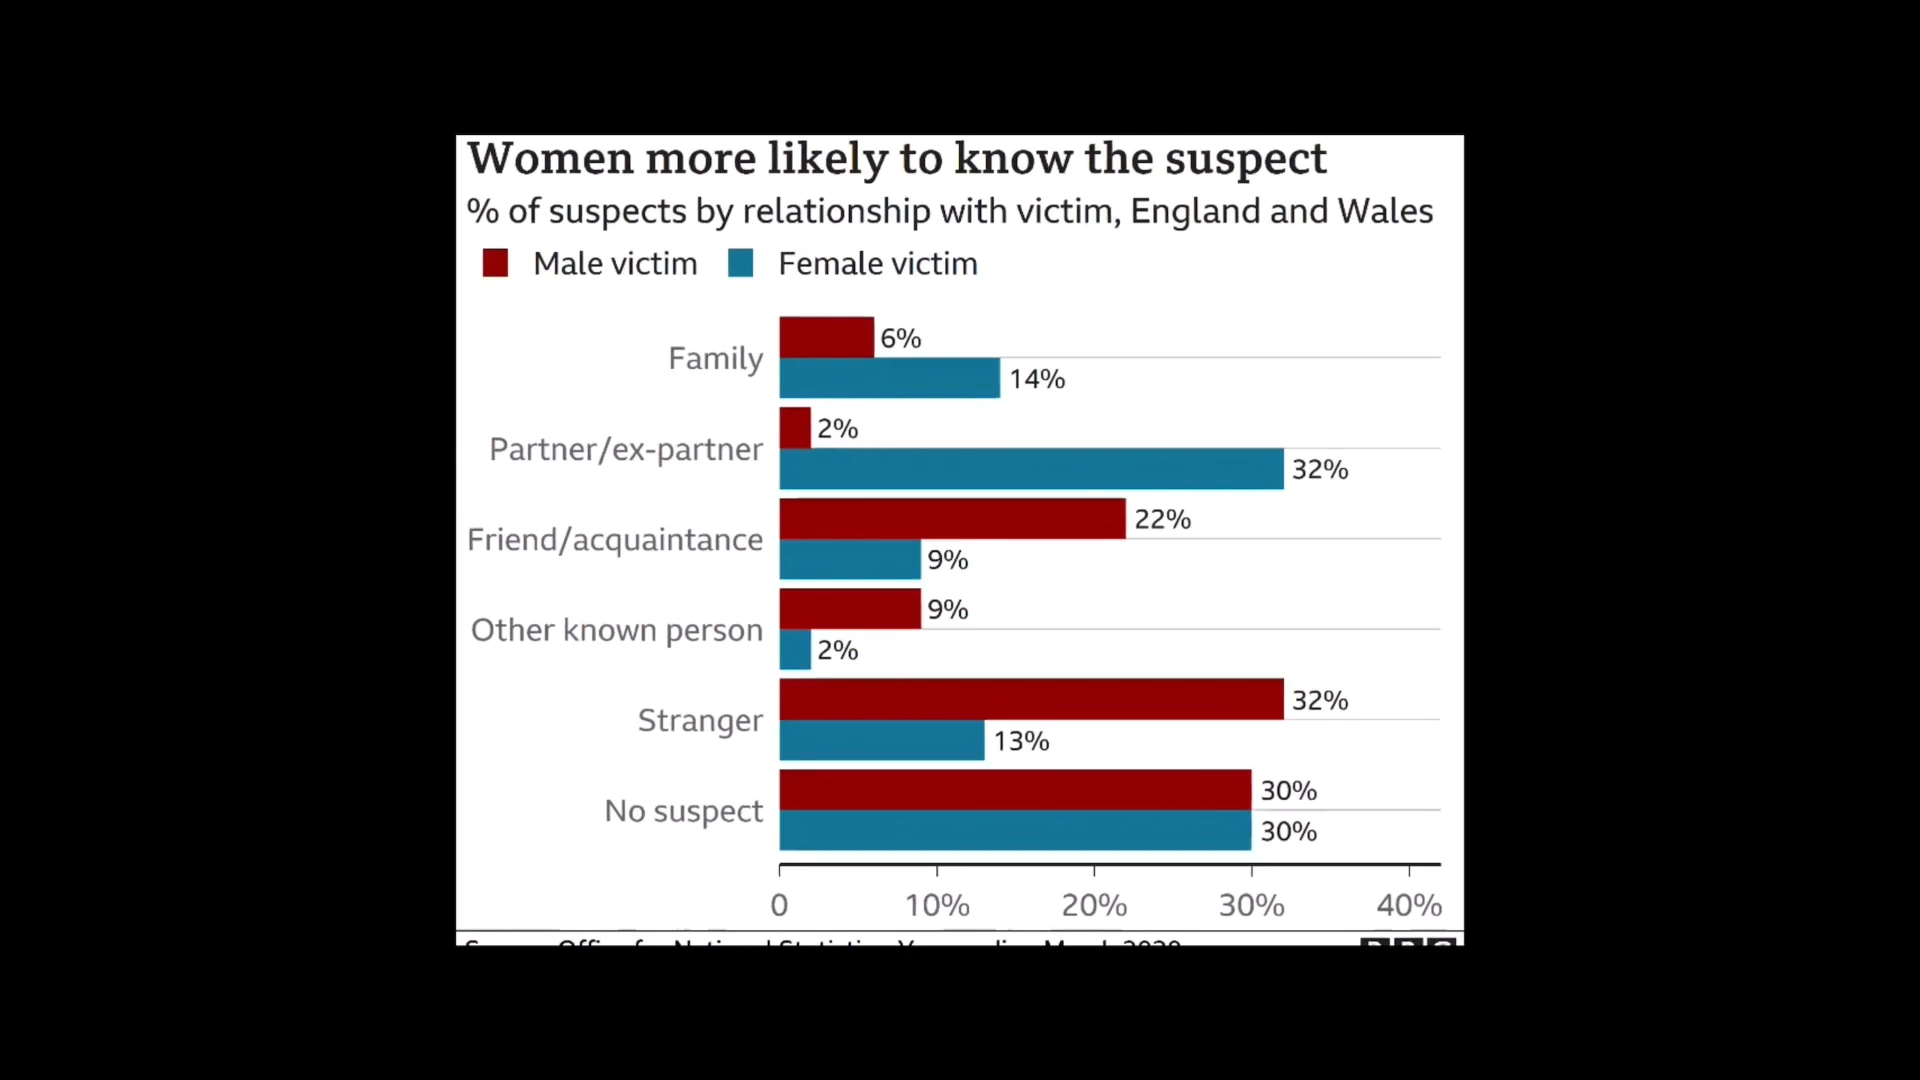 Women more likely to know the suspect
% of suspects by relationship with victim, England and Wales
Male victim Female victim
Family 6% 14%
Partner/ex-partner 2% 32%
Friend/acquaintance 22% 9%
Other known person 9% 2%
Stranger 32% 13%
No suspect 30% 30%
0 10% 20% 30% 40%